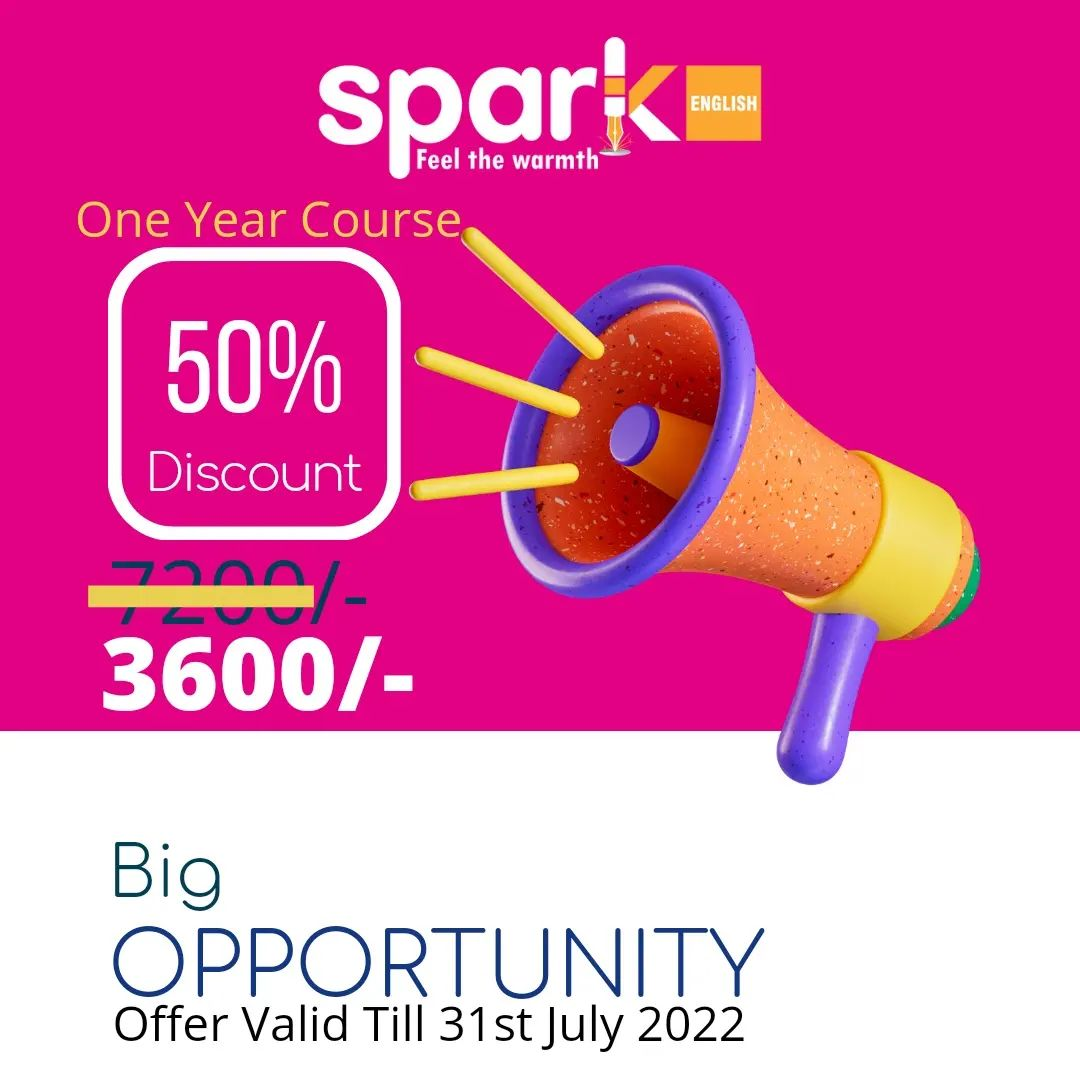 spark ENGLISH
Feel the warmth
One Year Course
50%
Discount
7200/-
3600/-
Big
OPPORTUNITY
Offer Valid Till 31st July 2022